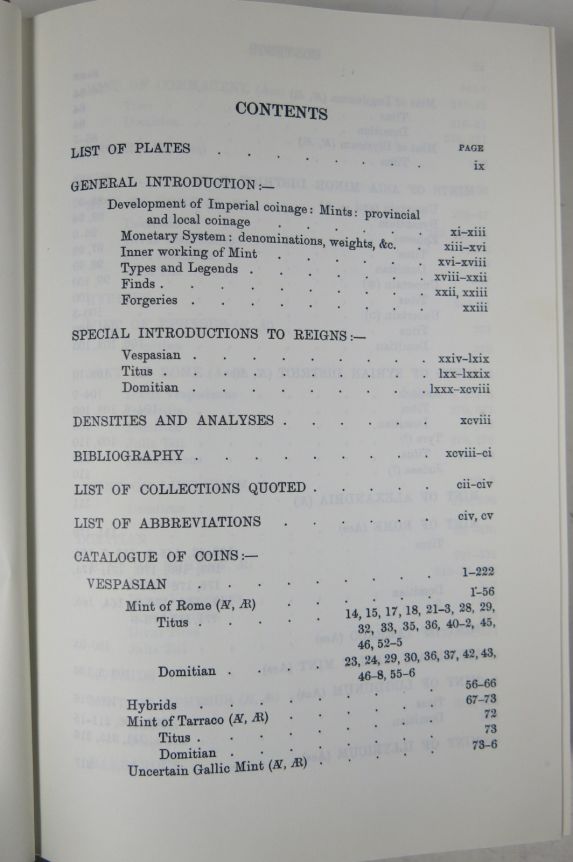 CONTENTS
PAGE
LIST OF PLATES . . . . . . . ix
GENERAL INTRODUCTION:—
Development of Imperial coinage: Mints: provincial
and local coinage . . . . . . xi–xiii
Monetary System: denominations, weights, &c. . xiii–xvi
Inner working of Mint . . . . . . xvi–xviii
Types and Legends . . . . . . . xviii–xxii
Finds . . . . . . . . . xxii, xxiii
Forgeries . . . . . . . . xxiii
SPECIAL INTRODUCTIONS TO REIGNS:—
Vespasian . . . . . . . . xxiv–lxix
Titus . . . . . . . . . lxx–lxxix
Domitian . . . . . . . . lxxx–xcviii
DENSITIES AND ANALYSES . . . . . xcviii
BIBLIOGRAPHY . . . . . . . xcviii–ci
LIST OF COLLECTIONS QUOTED . . . . cii–civ
LIST OF ABBREVIATIONS . . . . . civ, cv
CATALOGUE OF COINS:—
VESPASIAN . . . . . . . 1–222
Mint of Rome (A/, AR) . . . . . 1–56
Titus . . . . . 14, 15, 17, 18, 21–3, 28, 29,
32, 33, 35, 36, 40–2, 45,
46, 52–5
Domitian . . . . 23, 24, 29, 30, 36, 37, 42, 43,
46–8, 55–6
Hybrids . . . . . . . . 56–66
Mint of Tarraco (A/, AR) . . . . . 67–73
Titus . . . . . . . . 72
Domitian . . . . . . . 73
Uncertain Gallic Mint (A/, AR) . . . . 73–6